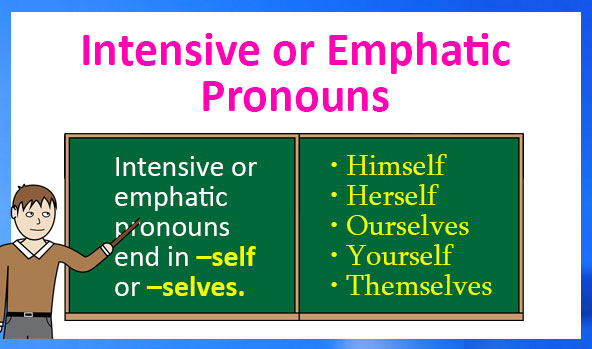 Intensive or Emphatic
Pronouns
Intensive or
emphatic
pronouns
end in –self
or –selves.
• Himself
• Herself
• Ourselves
• Yourself
• Themselves